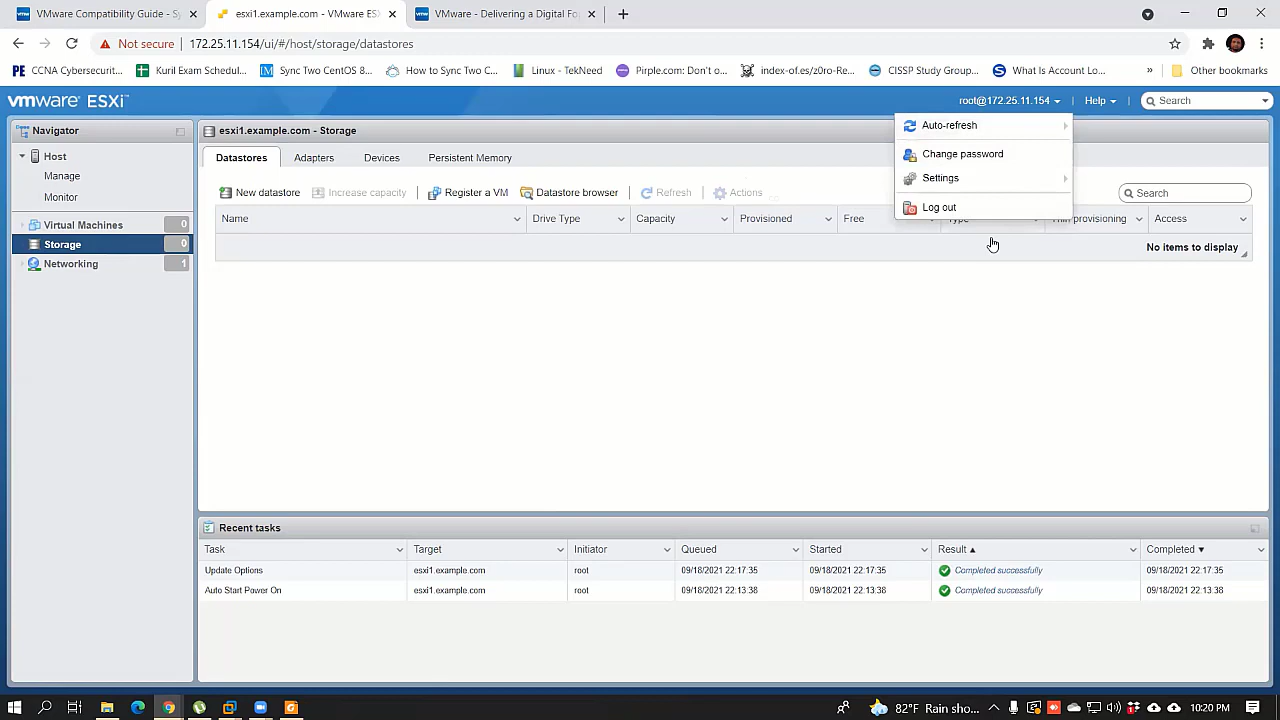 VMware Compatibility Guide - Sy
esxi1.example.com - VMware ES
VMware - Delivering a Digital Fo
Not secure
172.25.11.154/ui/#/host/storage/datastores
CCNA Cybersecurit...
Kuril Exam Schedul...
Sync Two CentOS 8...
How to Sync Two C...
Linux - TekNeed
Pirple.com: Don't o...
index-of.es/z0ro-Re...
CISSP Study Group...
What Is Account Lo...
»
Other bookmarks
vmware ESXi™
root@172.25.11.154
Help
Search
Navigator
Host
Manage
Monitor
Virtual Machines 0
Storage 0
Networking 1
esxi1.example.com - Storage
Datastores
Adapters
Devices
Persistent Memory
New datastore
Increase capacity
Register a VM
Datastore browser
Refresh
Actions
Search
Auto-refresh
Change password
Settings
Log out
Name
Drive Type
Capacity
Provisioned
Free
Type
provisioning
Access
No items to display
Recent tasks
Task Target Initiator Queued Started Result Completed
Update Options esxi1.example.com root 09/18/2021 22:17:35 09/18/2021 22:17:35 Completed successfully 09/18/2021 22:17:35
Auto Start Power On esxi1.example.com root 09/18/2021 22:13:38 09/18/2021 22:13:38 Completed successfully 09/18/2021 22:13:38
82°F Rain sho...
10:20 PM